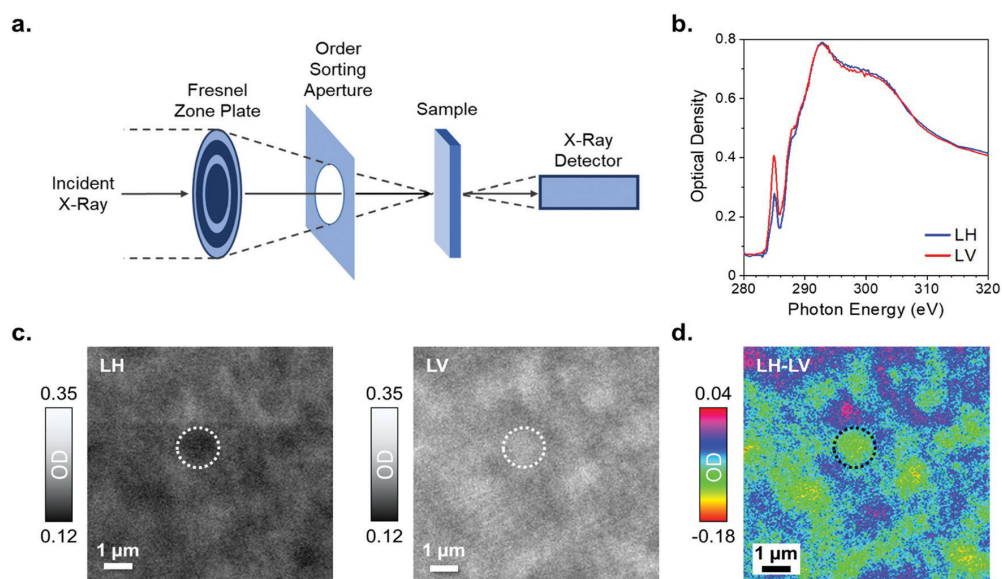 a.
Fresnel
Zone Plate
Order
Sorting
Aperture
Sample
X-Ray
Detector
Incident
X-Ray
b.
0.8
0.6
0.4
0.2
0
280
290
300
310
320
Optical Density
Photon Energy (eV)
LH
LV
c.
LH
0.35
OD
0.12
1 μm
LV
0.35
OD
0.12
1 μm
d.
LH-LV
0.04
OD
-0.18
1 μm